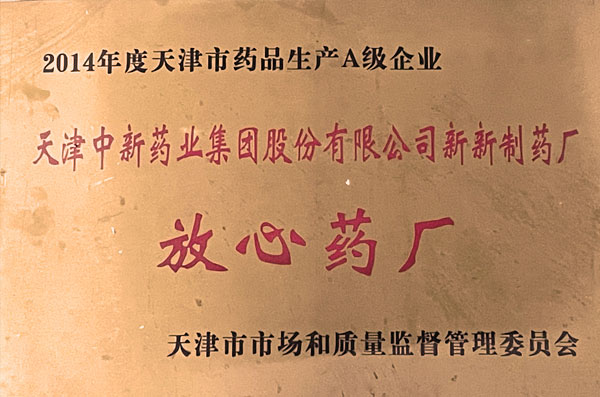 2014年度天津市药品生产A级企业
天津中新药业集团股份有限公司新新制药厂
放心药厂
天津市市场和质量监督管理委员会